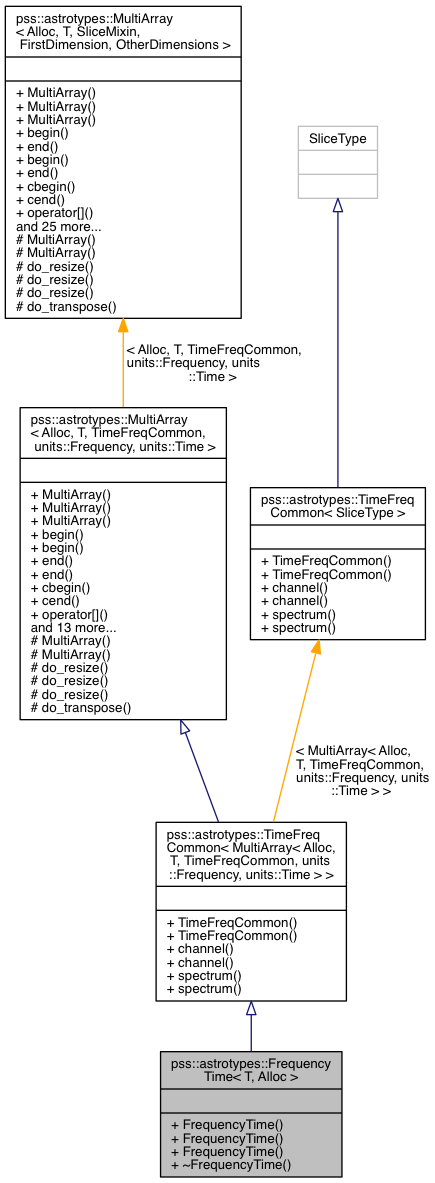 pss::astrotypes::MultiArray
< Alloc, T, SliceMixin,
FirstDimension, OtherDimensions >
+ MultiArray()
+ MultiArray()
+ MultiArray()
+ begin()
+ end()
+ begin()
+ end()
+ cbegin()
+ cend()
+ operator[]()
and 25 more...
# MultiArray()
# MultiArray()
# do_resize()
# do_resize()
# do_resize()
# do_transpose()
SliceType
< Alloc, T, TimeFreqCommon,
units::Frequency, units
::Time >
pss::astrotypes::MultiArray
< Alloc, T, TimeFreqCommon,
units::Frequency, units::Time >
+ MultiArray()
+ MultiArray()
+ MultiArray()
+ begin()
+ begin()
+ end()
+ end()
+ cbegin()
+ cend()
+ operator[]()
and 13 more...
# MultiArray()
# MultiArray()
# do_resize()
# do_resize()
# do_resize()
# do_transpose()
pss::astrotypes::TimeFreq
Common< SliceType >
+ TimeFreqCommon()
+ TimeFreqCommon()
+ channel()
+ channel()
+ spectrum()
+ spectrum()
< MultiArray< Alloc,
T, TimeFreqCommon,
units::Frequency, units
::Time > >
pss::astrotypes::TimeFreq
Common< MultiArray< Alloc,
T, TimeFreqCommon, units
::Frequency, units::Time > >
+ TimeFreqCommon()
+ TimeFreqCommon()
+ channel()
+ channel()
+ spectrum()
+ spectrum()
pss::astrotypes::Frequency
Time< T, Alloc >
+ FrequencyTime()
+ FrequencyTime()
+ FrequencyTime()
+ ~FrequencyTime()